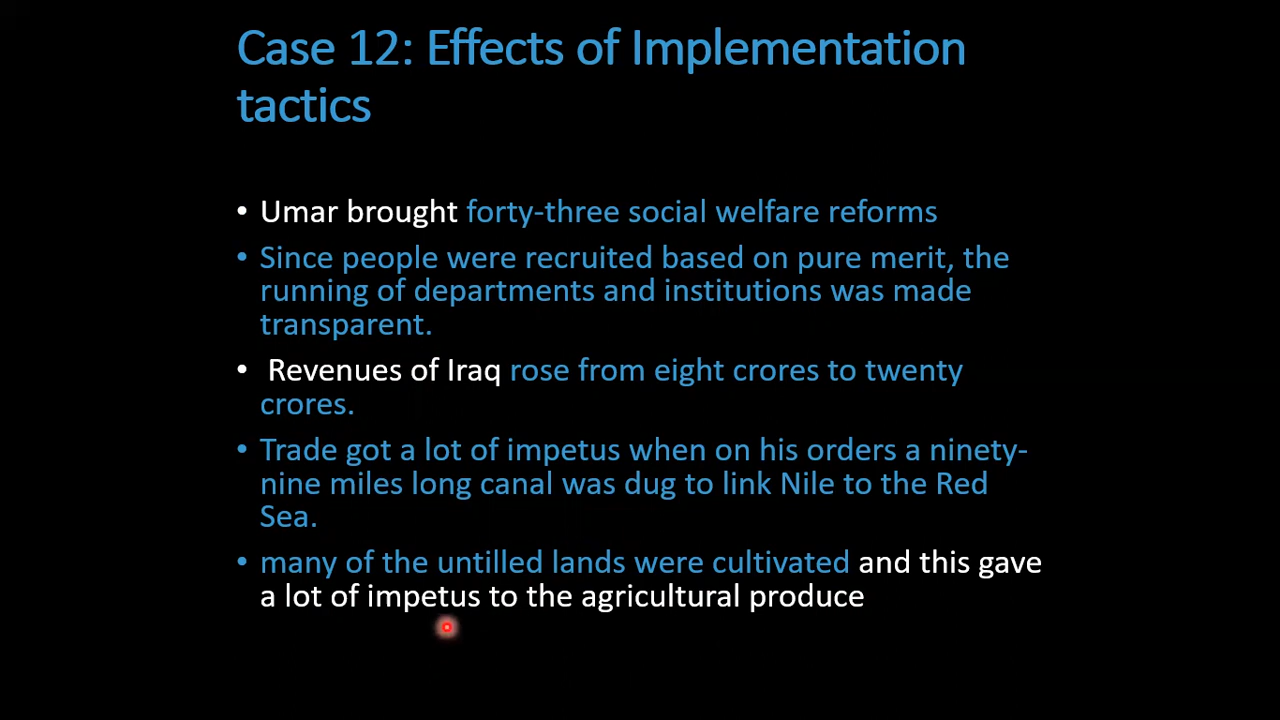 Case 12: Effects of Implementation
tactics
• Umar brought forty-three social welfare reforms
• Since people were recruited based on pure merit, the
running of departments and institutions was made
transparent.
• Revenues of Iraq rose from eight crores to twenty
crores.
• Trade got a lot of impetus when on his orders a ninety-
nine miles long canal was dug to link Nile to the Red
Sea.
• many of the untilled lands were cultivated and this gave
a lot of impetus to the agricultural produce